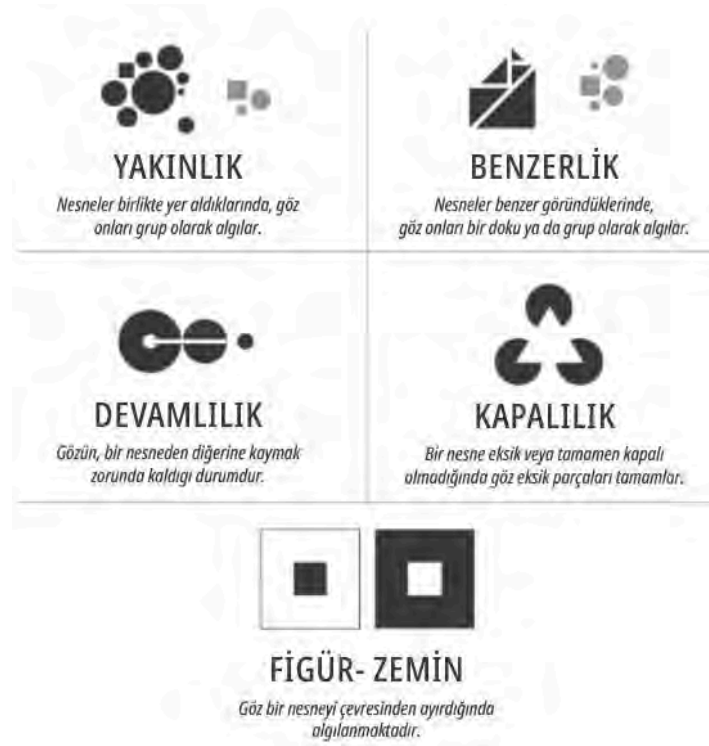 YAKINLIK
Nesneler birlikte yer aldıklarında, göz
onları grup olarak algılar.
BENZERLİK
Nesneler benzer göründüklerinde,
göz onları bir doku ya da grup olarak algılar.
DEVAMLILIK
Gözün, bir nesneden diğerine kaymak
zorunda kaldıgı durumdur.
KAPALILIK
Bir nesne eksik veya tamamen kapalı
olmadığında göz eksik parçaları tamamlar.
FİGÜR- ZEMİN
Göz bir nesneyi çevresinden ayırdığında
algılanmaktadır.